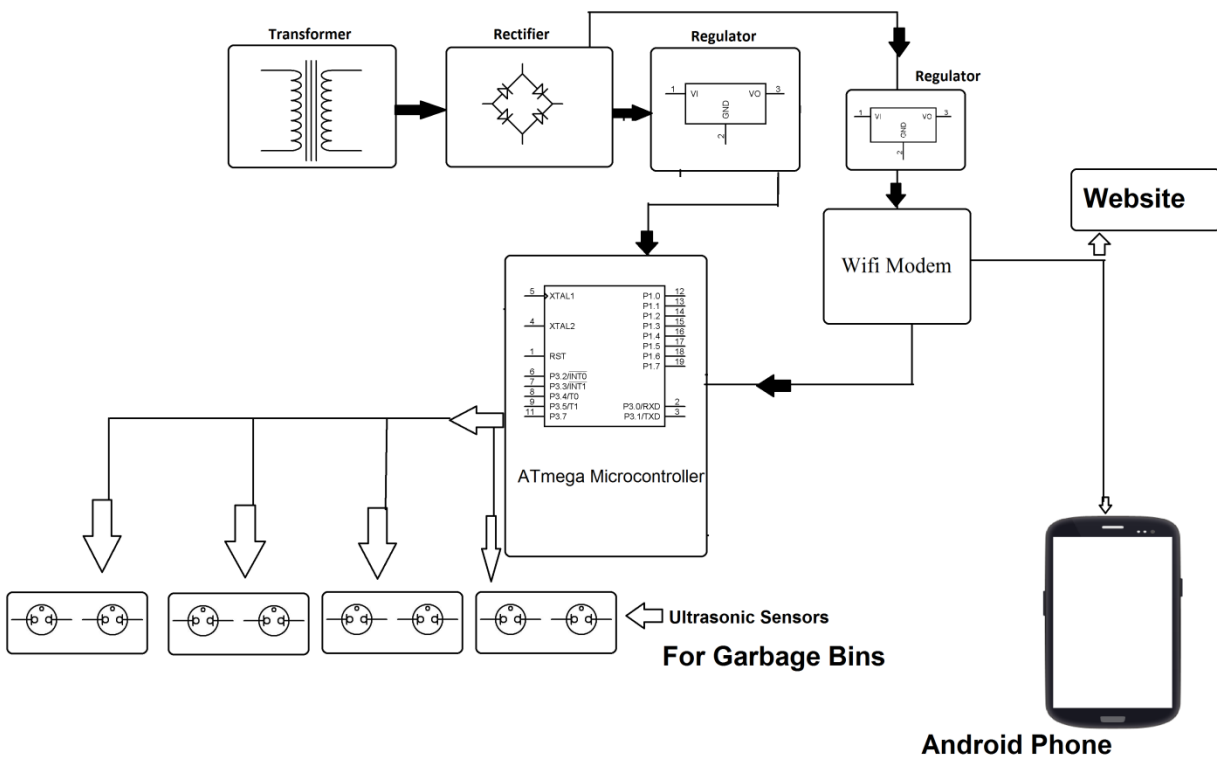 Transformer
Rectifier
Regulator
Regulator
1 VI VO 3
GND
2
1 VI VO 3
GND
2
Website
Wifi Modem
5 XTAL1
4 XTAL2
1 RST
6 P3.2/INT0
7 P3.3/INT1
8 P3.4/T0
9 P3.5/T1
11 P3.7
P1.0 12
P1.1 13
P1.2 14
P1.3 15
P1.4 16
P1.5 17
P1.6 18
P1.7 19
P3.0/RXD 2
P3.1/TXD 3
ATmega Microcontroller
Ultrasonic Sensors
For Garbage Bins
Android Phone